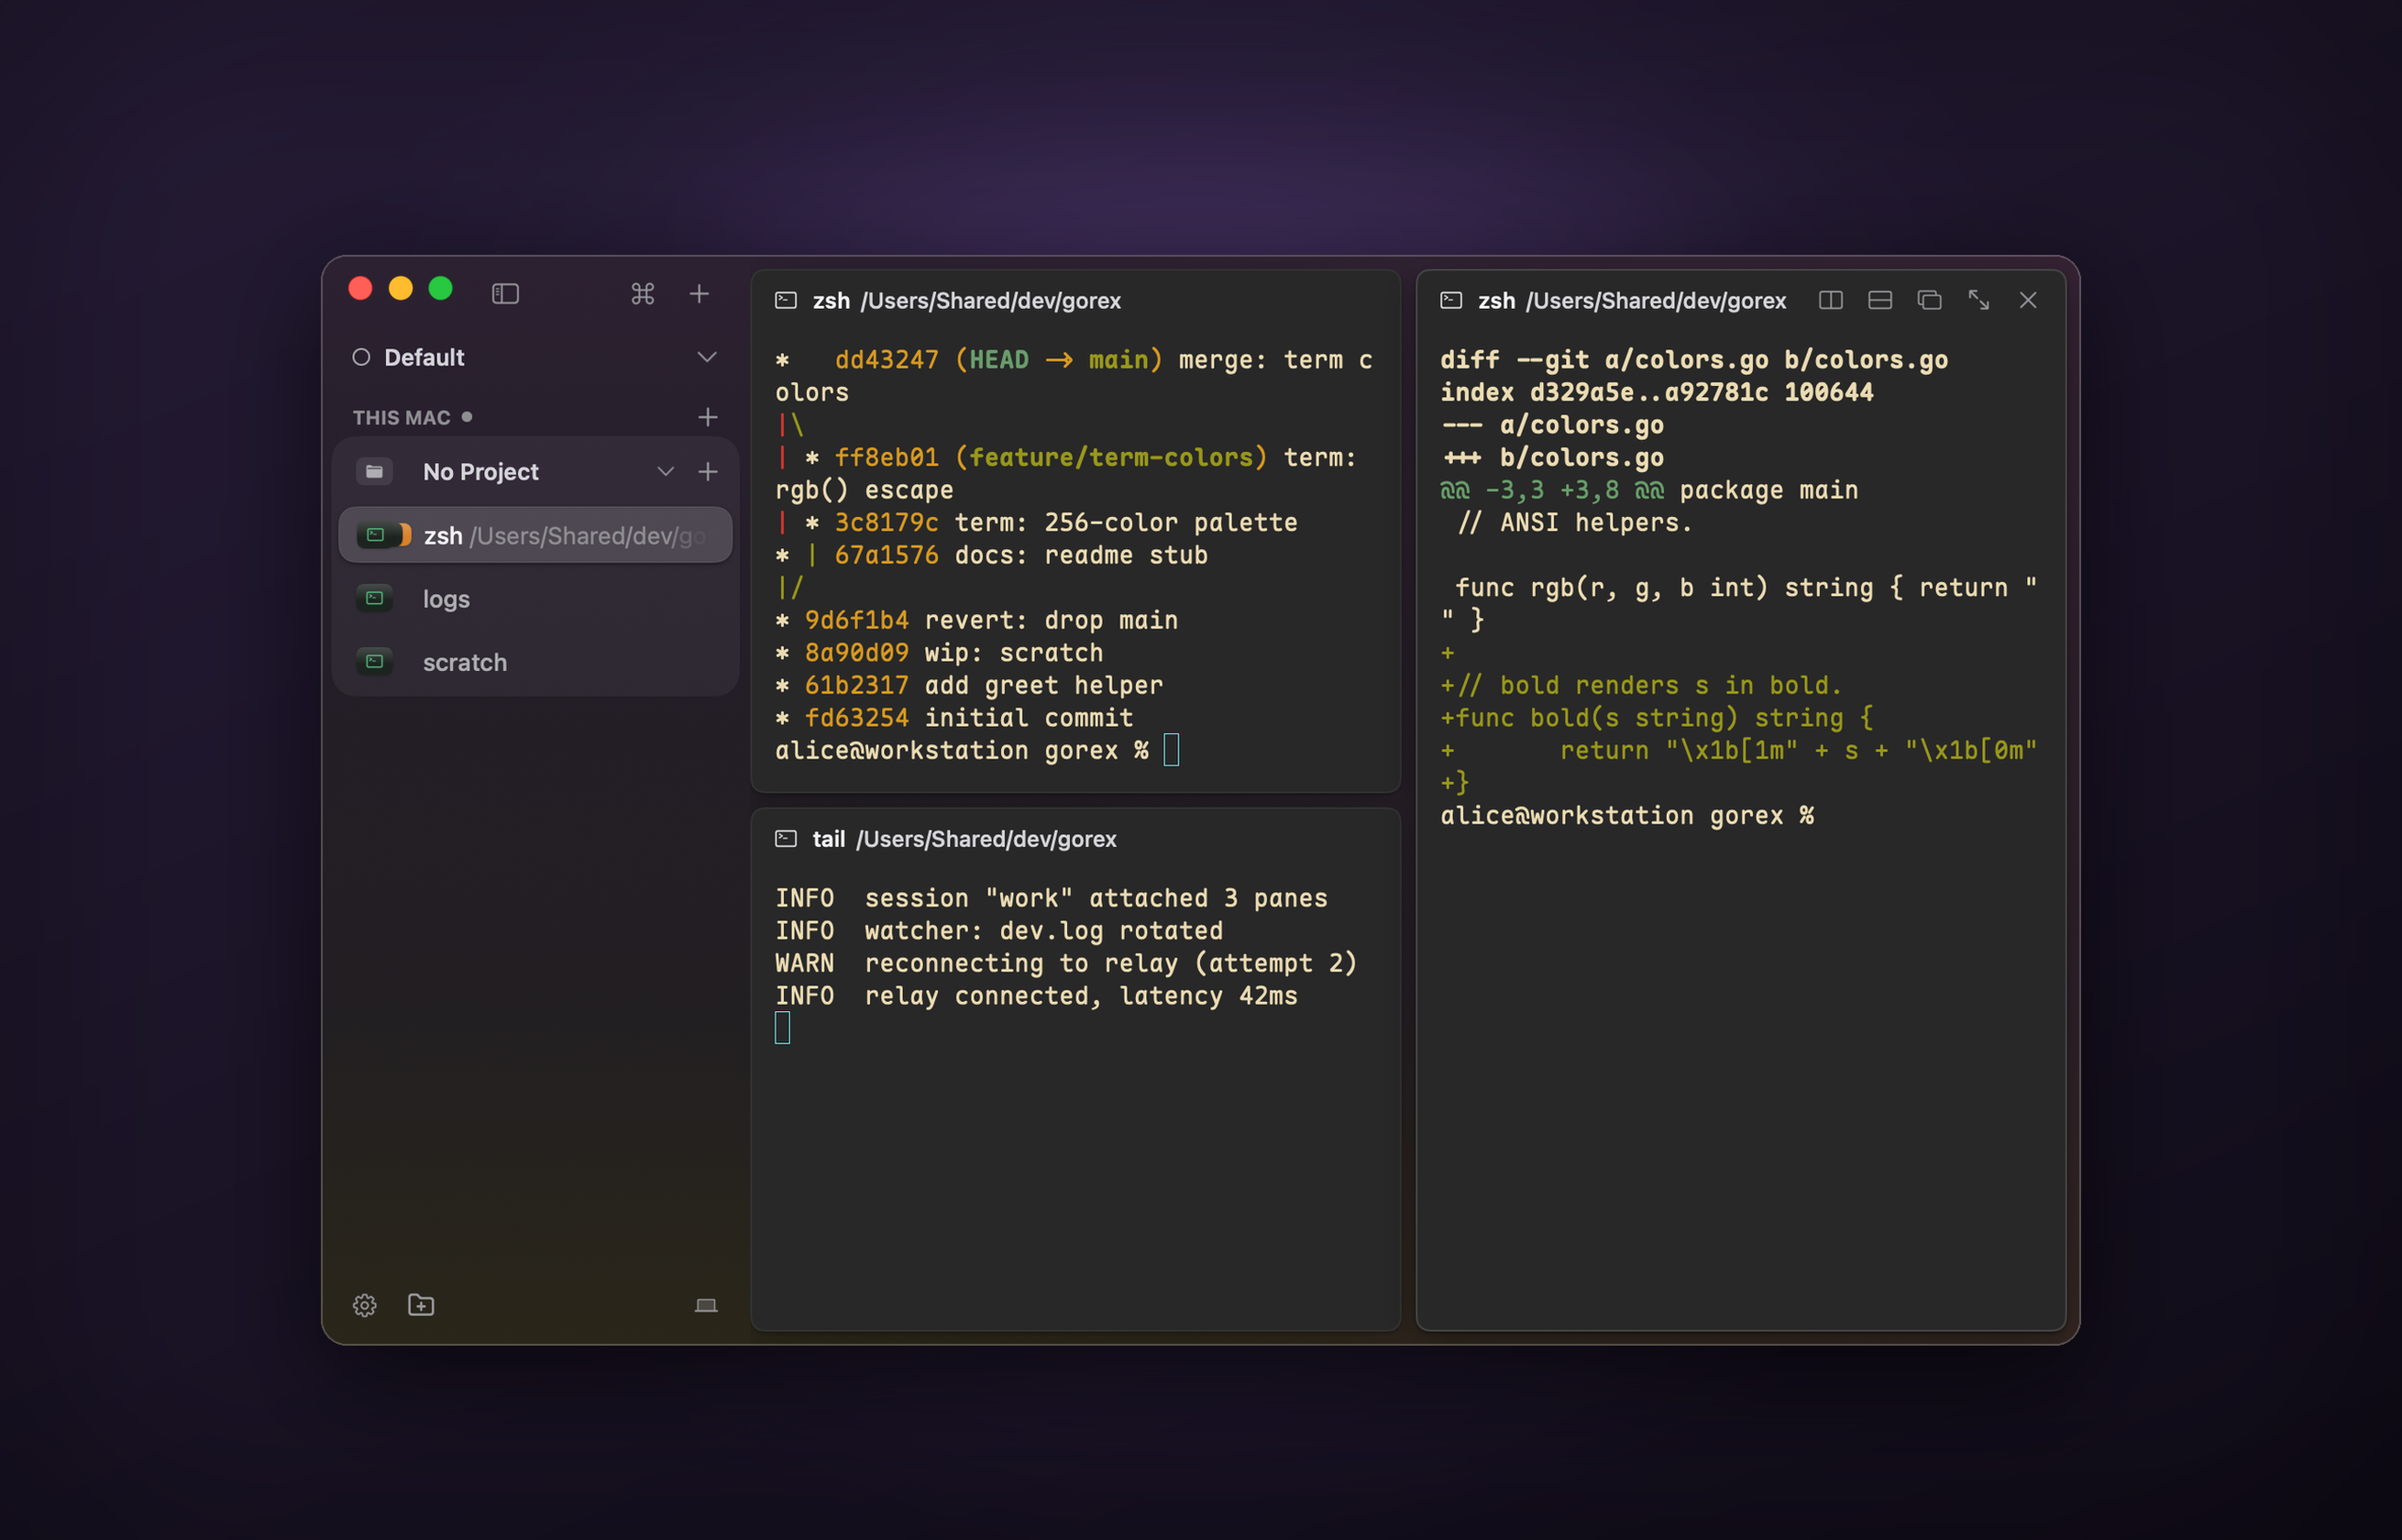 Default
THIS MAC
No Project
zsh /Users/Shared/dev/go
logs
scratch
zsh /Users/Shared/dev/gorex
*   dd43247 (HEAD -> main) merge: term c
olors
|\
| * ff8eb01 (feature/term-colors) term:
rgb() escape
| * 3c8179c term: 256-color palette
* | 67a1576 docs: readme stub
|/
* 9d6f1b4 revert: drop main
* 8a90d09 wip: scratch
* 61b2317 add greet helper
* fd63254 initial commit
alice@workstation gorex %
tail /Users/Shared/dev/gorex
INFO  session "work" attached 3 panes
INFO  watcher: dev.log rotated
WARN  reconnecting to relay (attempt 2)
INFO  relay connected, latency 42ms
zsh /Users/Shared/dev/gorex
diff --git a/colors.go b/colors.go
index d329a5e..a92781c 100644
--- a/colors.go
+++ b/colors.go
@@ -3,3 +3,8 @@ package main
 // ANSI helpers.
 func rgb(r, g, b int) string { return "
" }
+
+// bold renders s in bold.
+func bold(s string) string {
+       return "\x1b[1m" + s + "\x1b[0m"
+}
alice@workstation gorex %